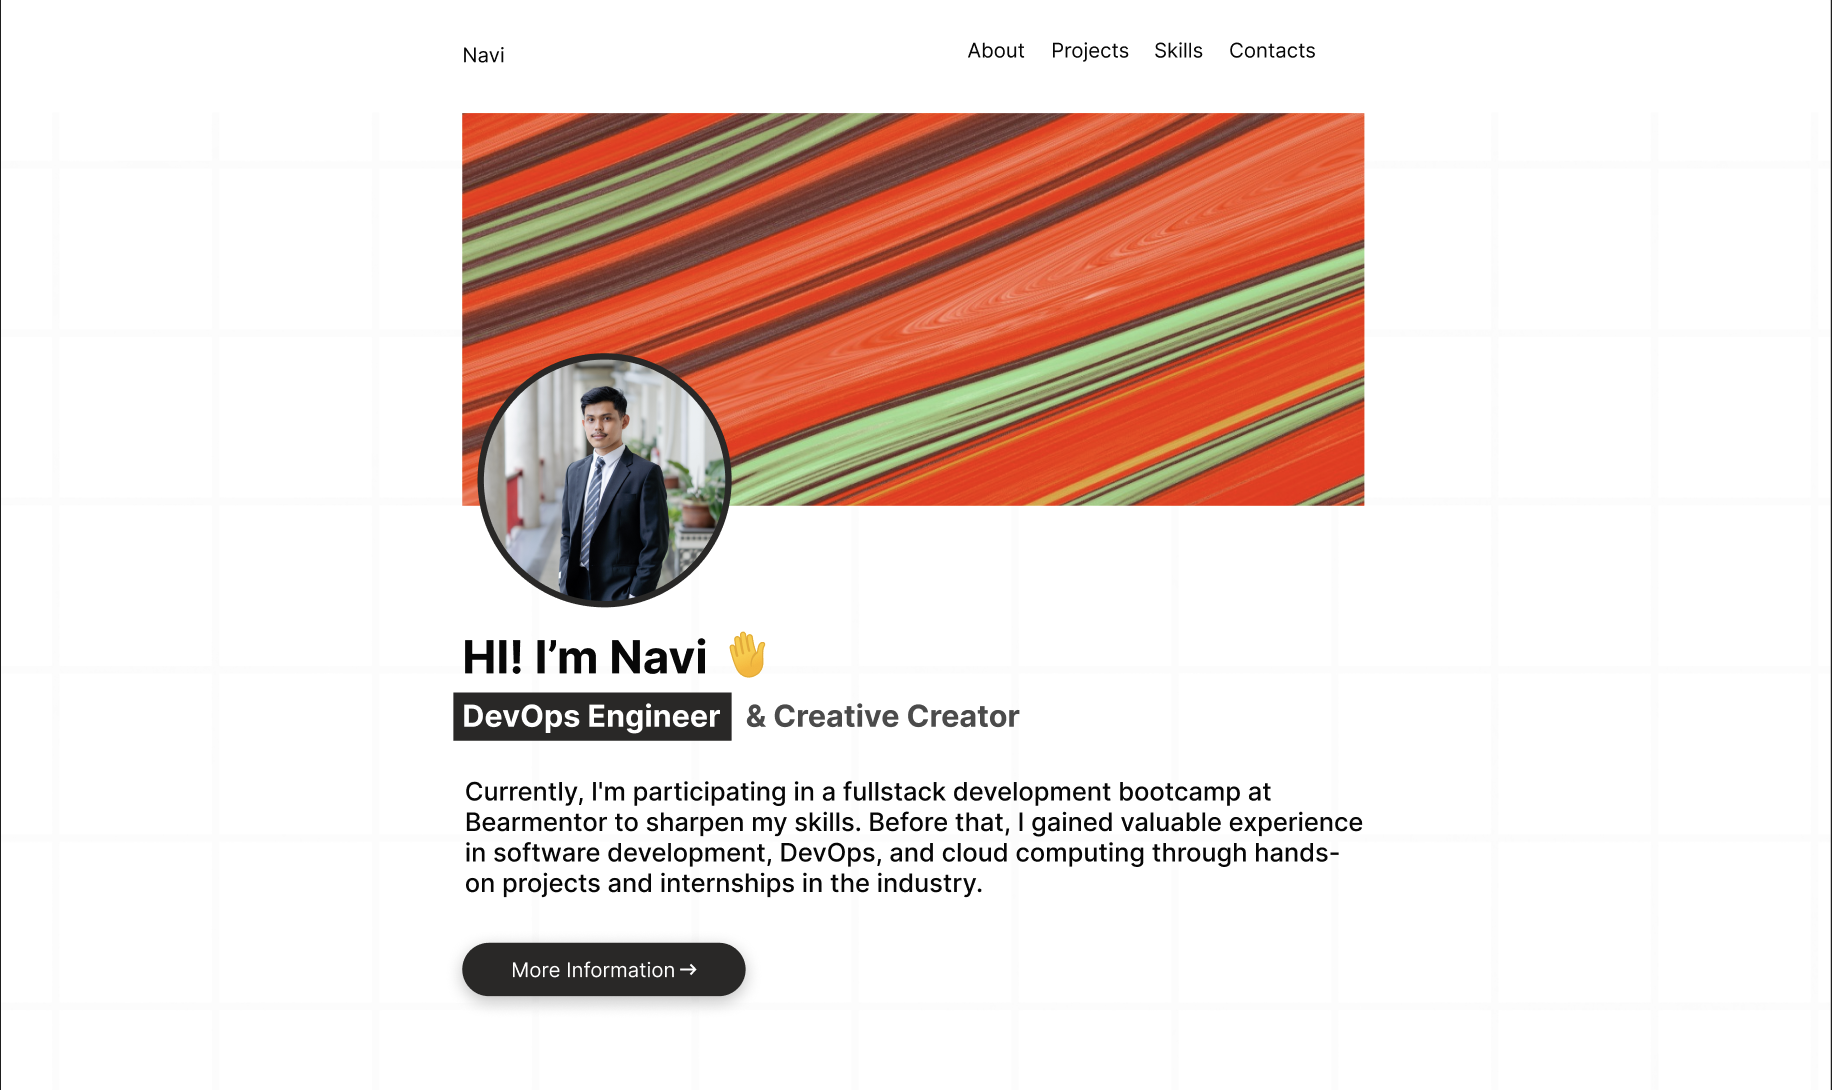 Navi
About Projects Skills Contacts
HI! I’m Navi 🤚
DevOps Engineer & Creative Creator
Currently, I'm participating in a fullstack development bootcamp at
Bearmentor to sharpen my skills. Before that, I gained valuable experience
in software development, DevOps, and cloud computing through hands-
on projects and internships in the industry.
More Information →